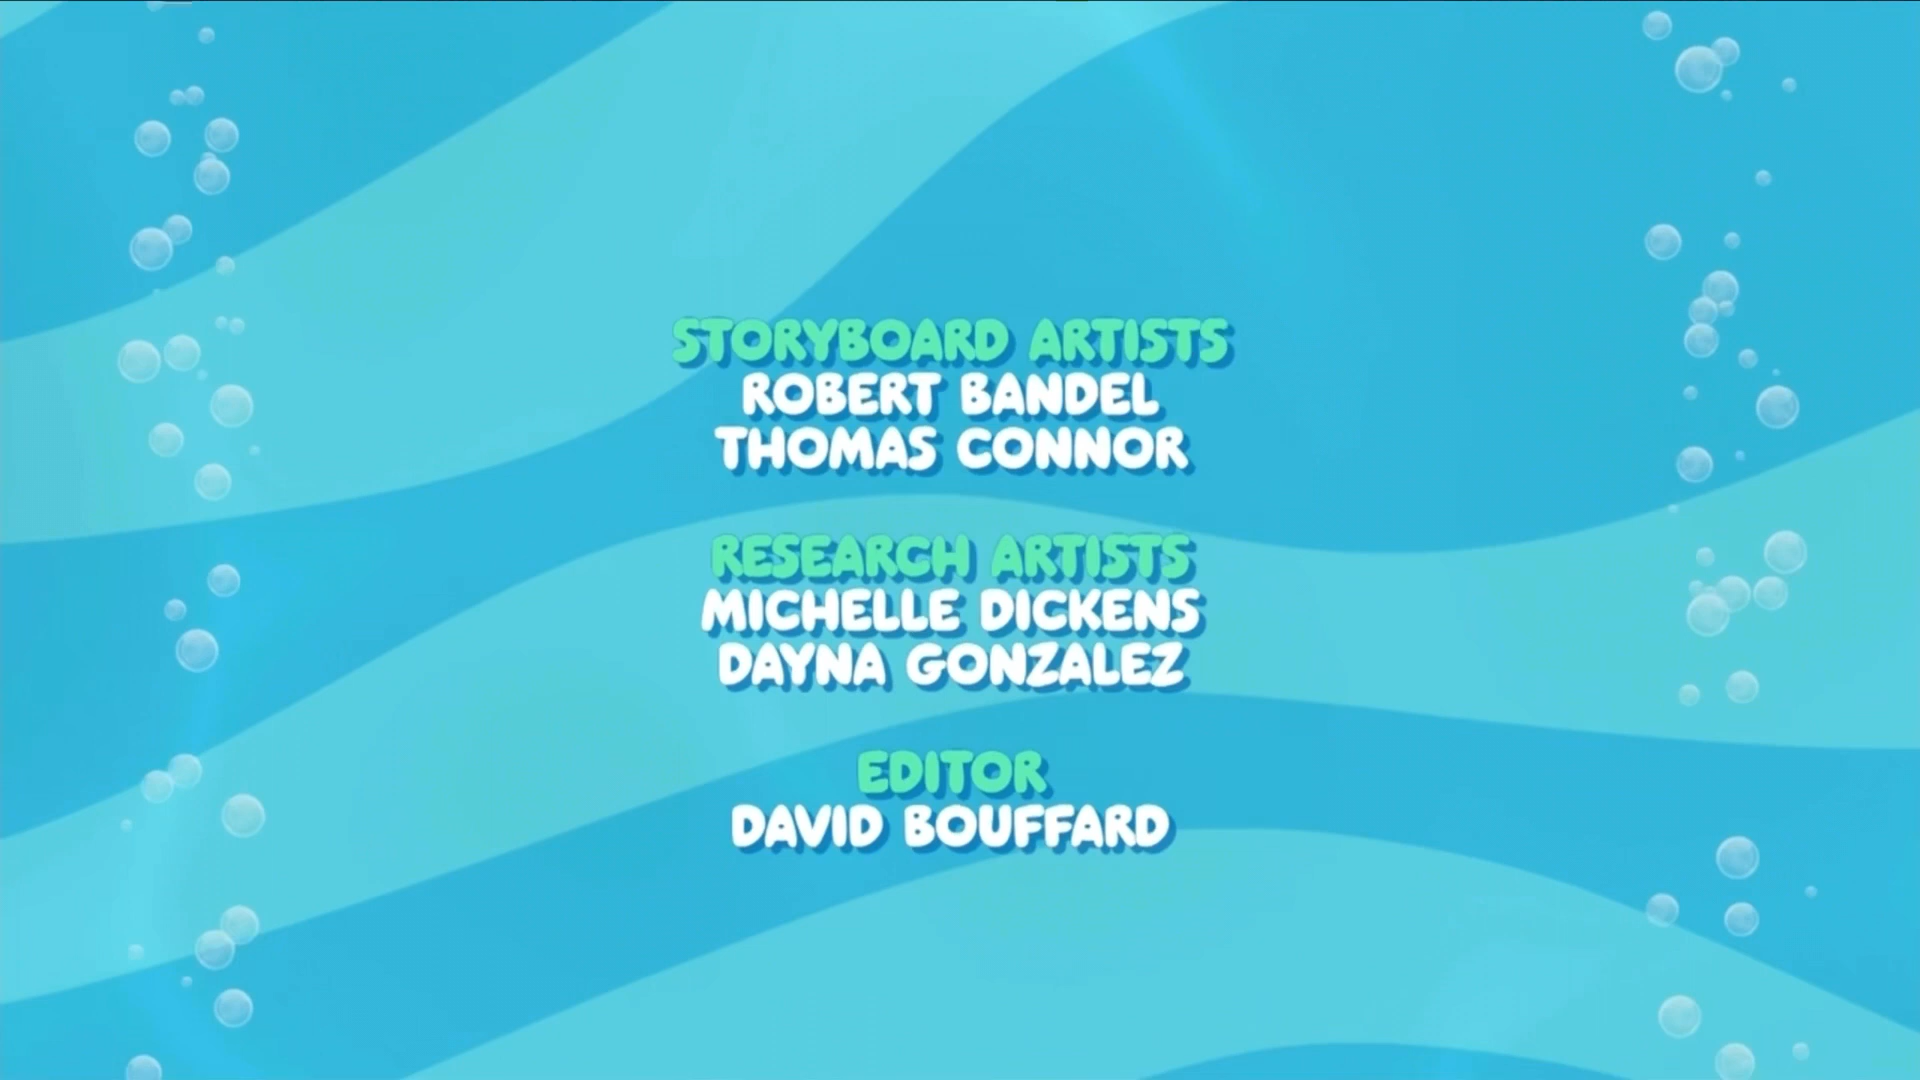 STORYBOARD ARTISTS
ROBERT BANDEL
THOMAS CONNOR
RESEARCH ARTISTS
MICHELLE DICKENS
DAYNA GONZALEZ
EDITOR
DAVID BOUFFARD